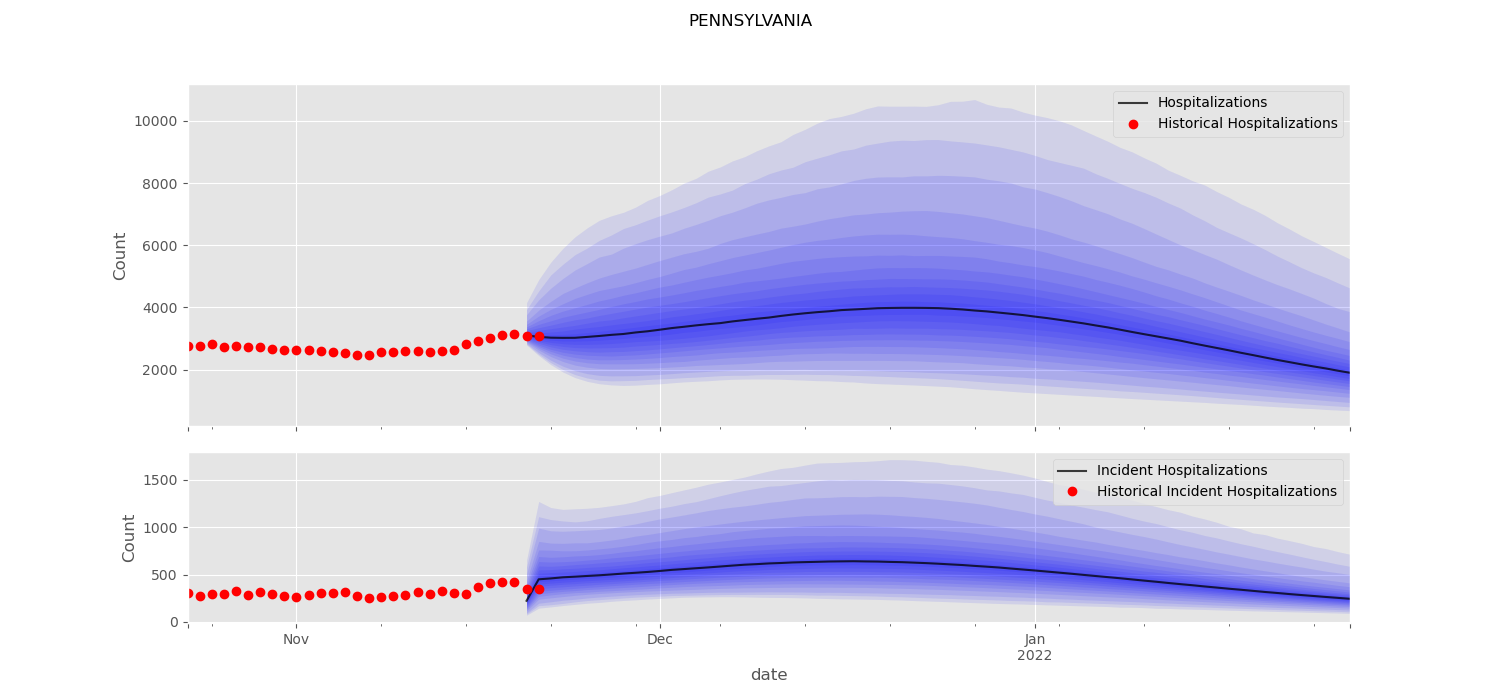 PENNSYLVANIA
Hospitalizations
Historical Hospitalizations
Count
10000
8000
6000
4000
2000
Incident Hospitalizations
Historical Incident Hospitalizations
Count
1500
1000
500
0
Nov
Dec
Jan
2022
date